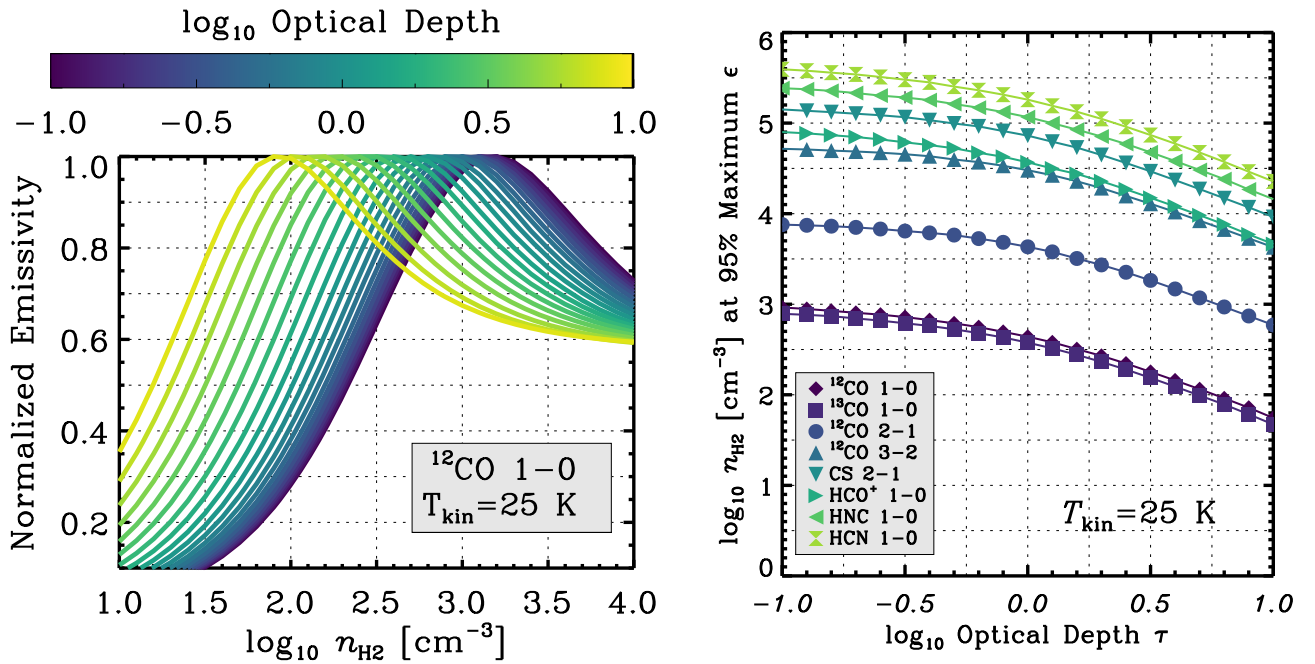 log₁₀ Optical Depth
−1.0 −0.5 0.0 0.5 1.0
Normalized Emissivity
1.0
0.8
0.6
0.4
0.2
¹²CO 1−0
T_kin=25 K
1.0 1.5 2.0 2.5 3.0 3.5 4.0
log₁₀ n_H2 [cm⁻³]
log₁₀ n_H2 [cm⁻³] at 95% Maximum ϵ
6
5
4
3
2
1
0
¹²CO 1−0
¹³CO 1−0
¹²CO 2−1
¹²CO 3−2
CS 2−1
HCO⁺ 1−0
HNC 1−0
HCN 1−0
T_kin=25 K
−1.0 −0.5 0.0 0.5 1.0
log₁₀ Optical Depth τ